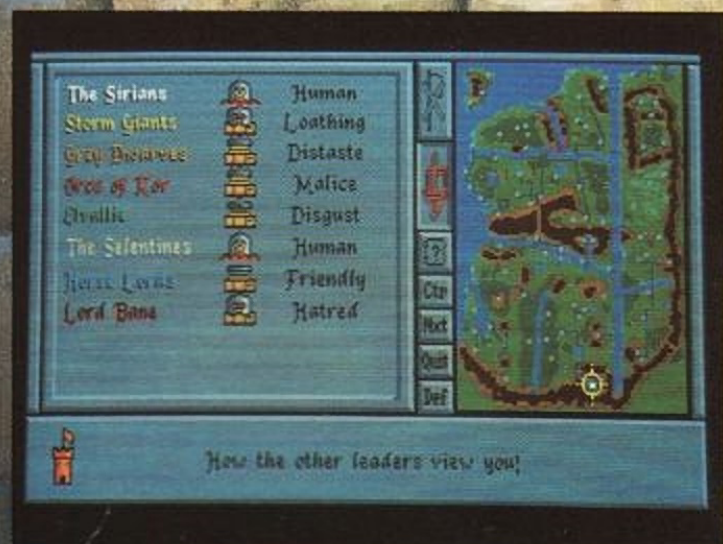 The Sirians Human
Storm Giants Loathing
Grey Dwarves Distaste
Orcs of Kor Malice
Elvallie Disgust
The Selentines Human
Horse Lords Friendly
Lord Bane Hatred
?
Ctr
Nxt
Quit
Def
How the other leaders view you!